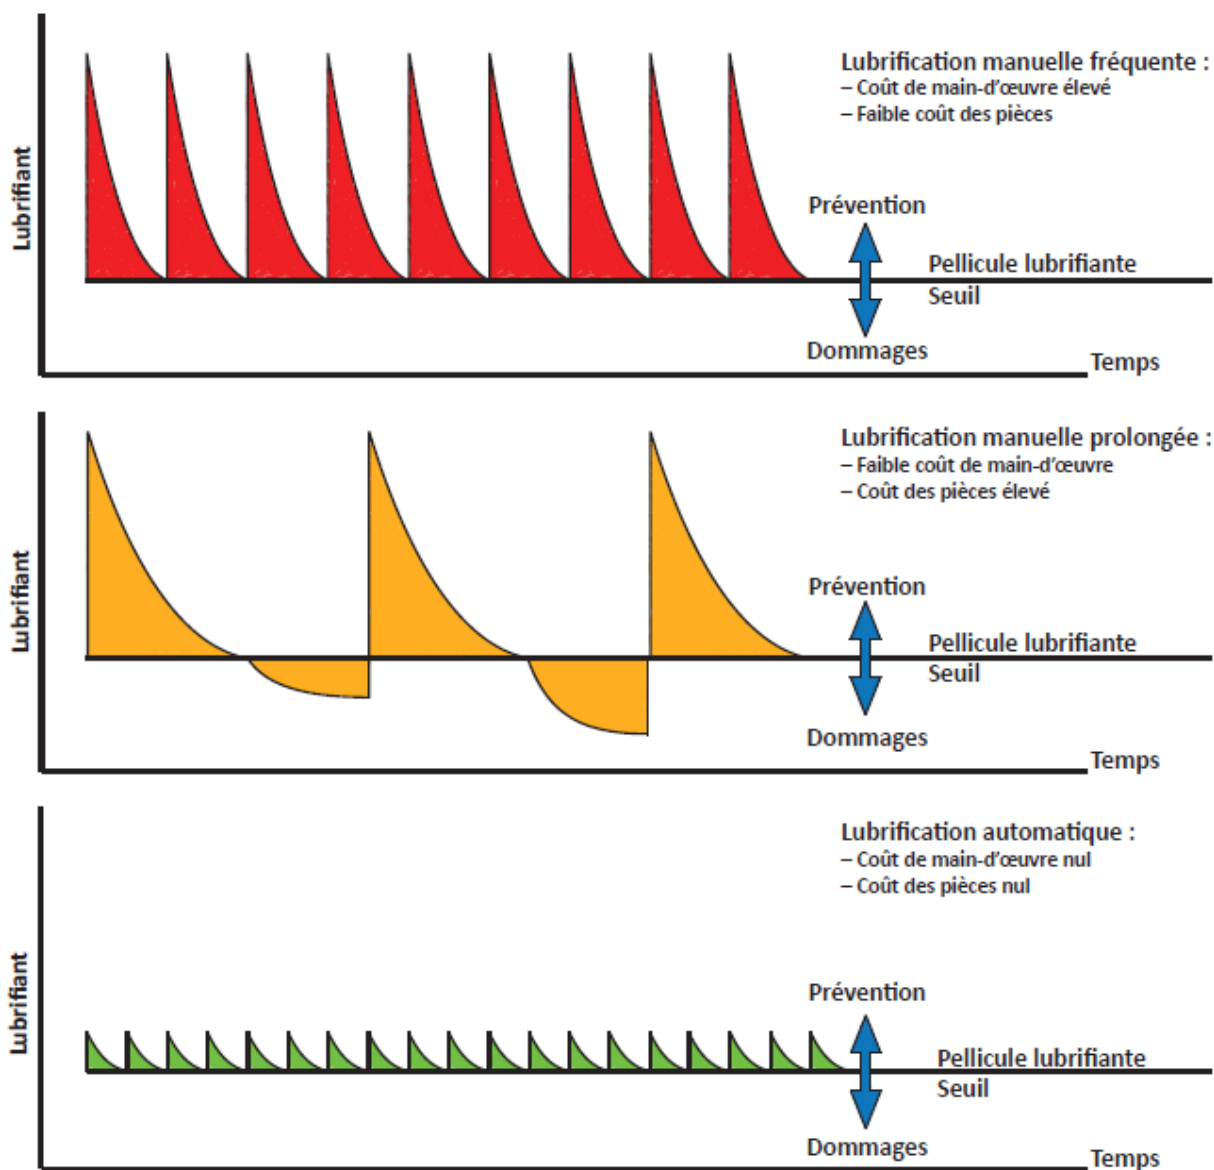 Lubrification manuelle fréquente :
– Coût de main-d'œuvre élevé
– Faible coût des pièces
Lubrifiant
Prévention
Pellicule lubrifiante
Seuil
Dommages
Temps
Lubrification manuelle prolongée :
– Faible coût de main-d'œuvre
– Coût des pièces élevé
Lubrifiant
Prévention
Pellicule lubrifiante
Seuil
Dommages
Temps
Lubrification automatique :
– Coût de main-d'œuvre nul
– Coût des pièces nul
Lubrifiant
Prévention
Pellicule lubrifiante
Seuil
Dommages
Temps